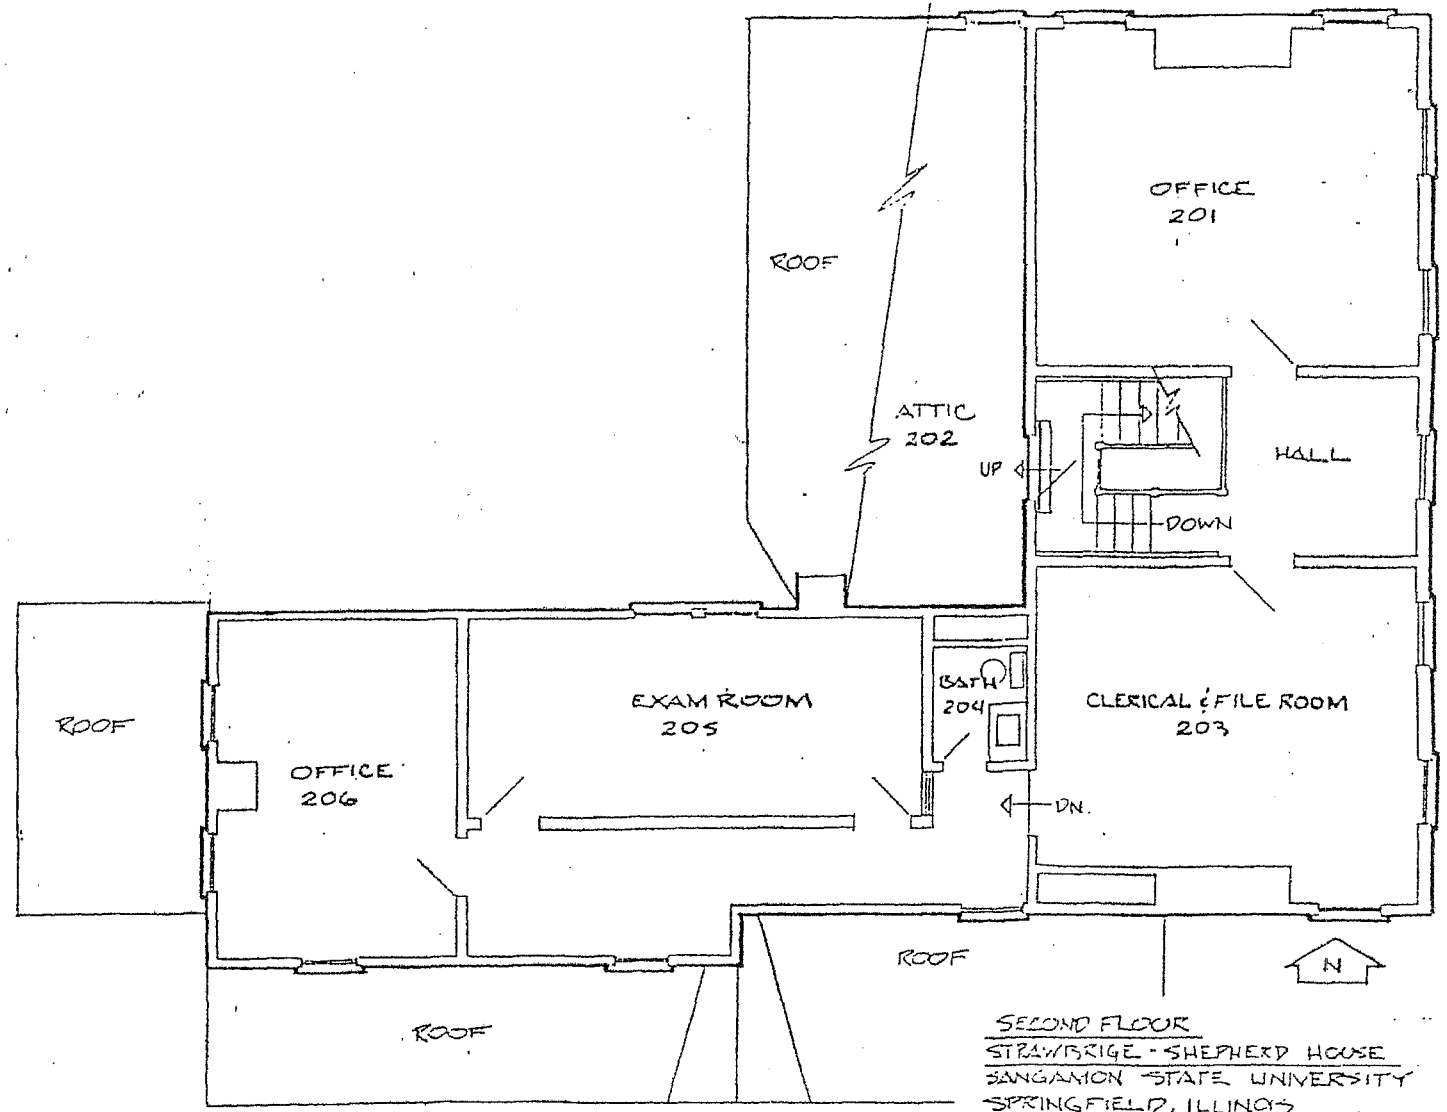 OFFICE
201
ROOF
ATTIC
202
UP
HALL
DOWN
ROOF
OFFICE
206
EXAM ROOM
205
BATH
204
CLERICAL & FILE ROOM
203
DN.
ROOF
ROOF
N
SECOND FLOOR
STRAWBRIGE - SHEPHERD HOUSE
SANGAMON STATE UNIVERSITY
SPRINGFIELD, ILLINOIS